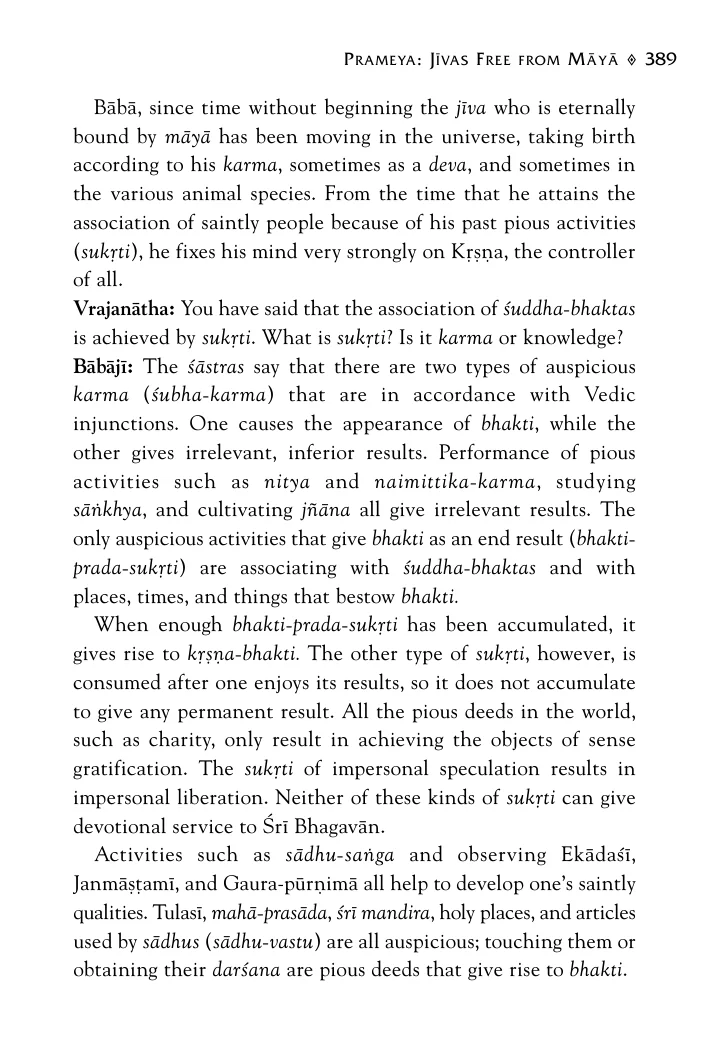 PRAMEYA: JĪVAS FREE FROM MĀYĀ ◊ 389
Bābā, since time without beginning the jīva who is eternally
bound by māyā has been moving in the universe, taking birth
according to his karma, sometimes as a deva, and sometimes in
the various animal species. From the time that he attains the
association of saintly people because of his past pious activities
(sukṛti), he fixes his mind very strongly on Kṛṣṇa, the controller
of all.
Vrajanātha: You have said that the association of śuddha-bhaktas
is achieved by sukṛti. What is sukṛti? Is it karma or knowledge?
Bābājī: The śāstras say that there are two types of auspicious
karma (śubha-karma) that are in accordance with Vedic
injunctions. One causes the appearance of bhakti, while the
other gives irrelevant, inferior results. Performance of pious
activities such as nitya and naimittika-karma, studying
sāṅkhya, and cultivating jñāna all give irrelevant results. The
only auspicious activities that give bhakti as an end result (bhakti-
prada-sukṛti) are associating with śuddha-bhaktas and with
places, times, and things that bestow bhakti.
When enough bhakti-prada-sukṛti has been accumulated, it
gives rise to kṛṣṇa-bhakti. The other type of sukṛti, however, is
consumed after one enjoys its results, so it does not accumulate
to give any permanent result. All the pious deeds in the world,
such as charity, only result in achieving the objects of sense
gratification. The sukṛti of impersonal speculation results in
impersonal liberation. Neither of these kinds of sukṛti can give
devotional service to Śrī Bhagavān.
Activities such as sādhu-saṅga and observing Ekādaśī,
Janmāṣṭamī, and Gaura-pūrṇimā all help to develop one’s saintly
qualities. Tulasī, mahā-prasāda, śrī mandira, holy places, and articles
used by sādhus (sādhu-vastu) are all auspicious; touching them or
obtaining their darśana are pious deeds that give rise to bhakti.